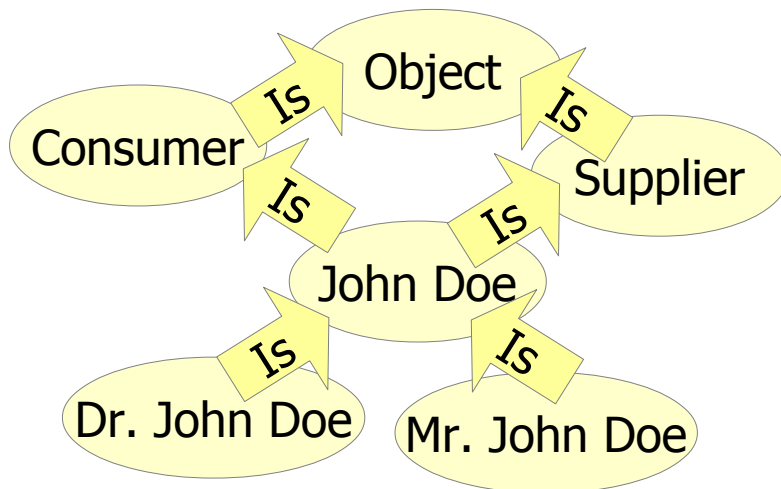 Object
Is
Is
Consumer
Supplier
Is
Is
John Doe
Is
Is
Dr. John Doe
Mr. John Doe